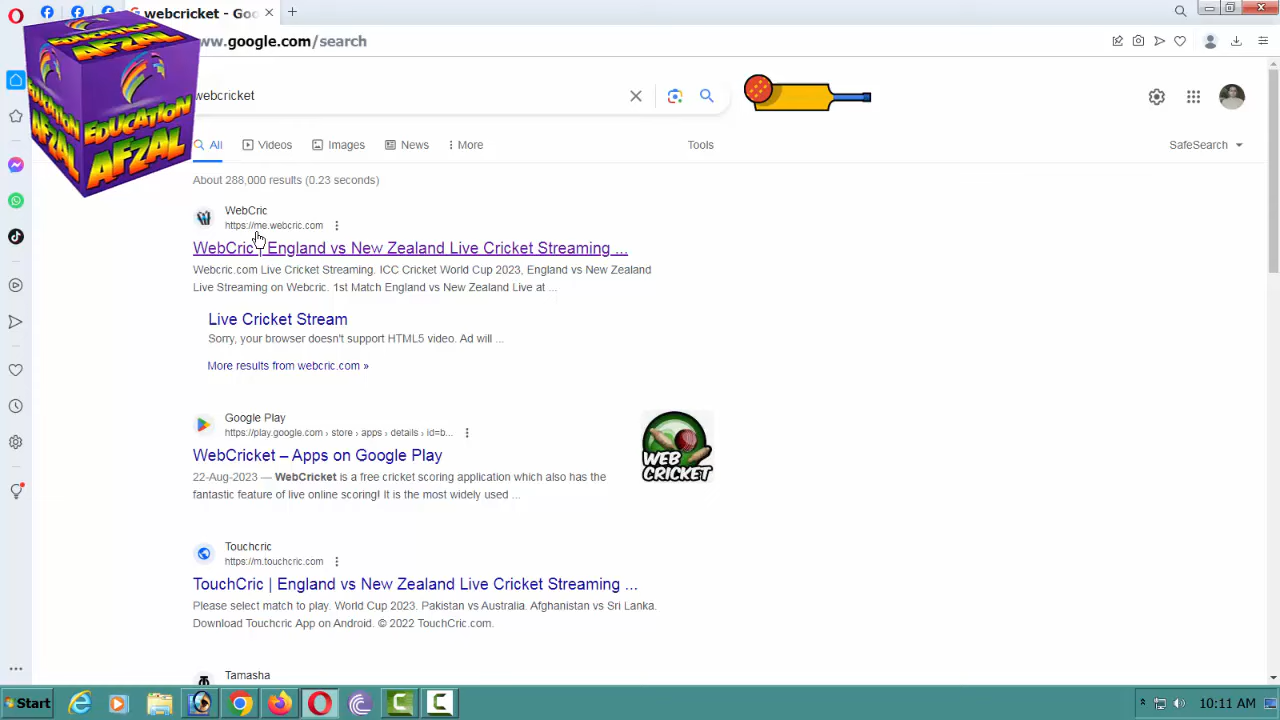 webcricket - Goo
www.google.com/search
EDUCATION
AFZAL
EDUCATION
AFZAL
EDUCATION
AFZAL
webcricket
All
Videos
Images
News
More
Tools
SafeSearch
About 288,000 results (0.23 seconds)
WebCric
https://me.webcric.com
WebCric | England vs New Zealand Live Cricket Streaming ...
Webcric.com Live Cricket Streaming. ICC Cricket World Cup 2023, England vs New Zealand
Live Streaming on Webcric. 1st Match England vs New Zealand Live at ...
Live Cricket Stream
Sorry, your browser doesn't support HTML5 video. Ad will ...
More results from webcric.com »
Google Play
https://play.google.com › store › apps › details › id=b...
WebCricket – Apps on Google Play
22-Aug-2023 — WebCricket is a free cricket scoring application which also has the
fantastic feature of live online scoring! It is the most widely used ...
WEB
CRICKET
Touchcric
https://m.touchcric.com
TouchCric | England vs New Zealand Live Cricket Streaming ...
Please select match to play. World Cup 2023. Pakistan vs Australia. Afghanistan vs Sri Lanka.
Download Touchcric App on Android. © 2022 TouchCric.com.
Tamasha
Start
10:11 AM